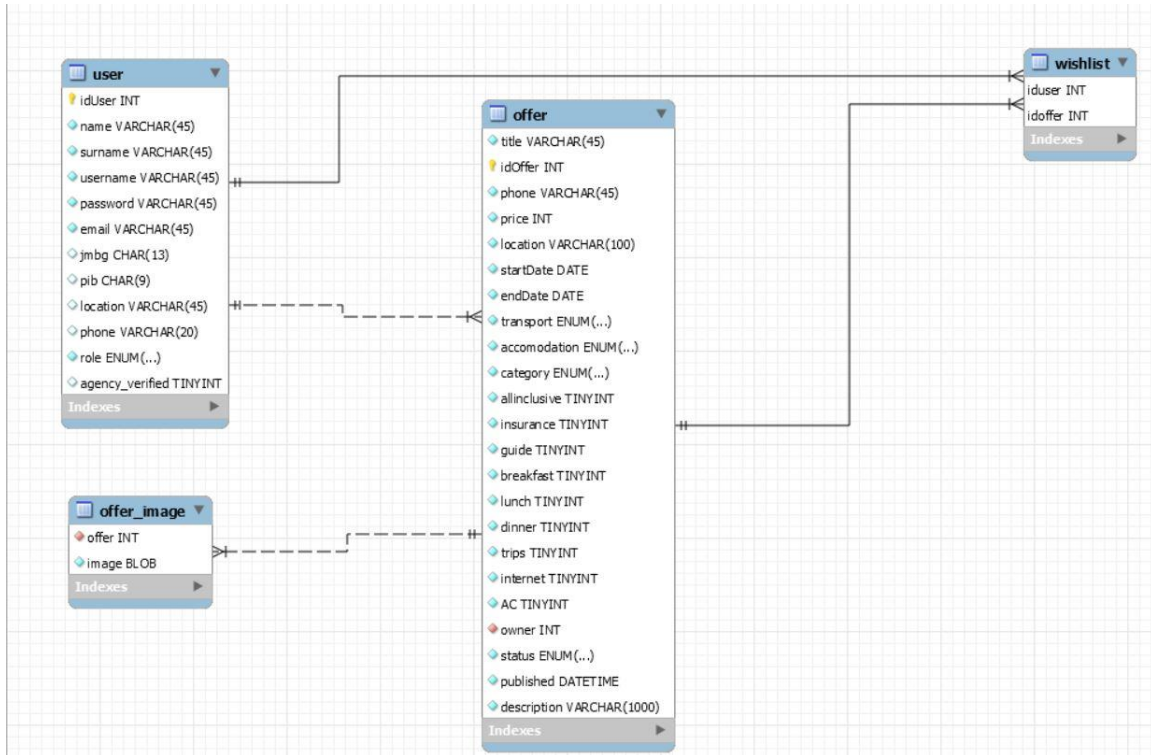 user
idUser INT
name VARCHAR(45)
surname VARCHAR(45)
username VARCHAR(45)
password VARCHAR(45)
email VARCHAR(45)
jmbg CHAR(13)
pib CHAR(9)
location VARCHAR(45)
phone VARCHAR(20)
role ENUM(...)
agency_verified TINYINT
Indexes
offer
title VARCHAR(45)
idOffer INT
phone VARCHAR(45)
price INT
location VARCHAR(100)
startDate DATE
endDate DATE
transport ENUM(...)
accomodation ENUM(...)
category ENUM(...)
allinclusive TINYINT
insurance TINYINT
guide TINYINT
breakfast TINYINT
lunch TINYINT
dinner TINYINT
trips TINYINT
internet TINYINT
AC TINYINT
owner INT
status ENUM(...)
published DATETIME
description VARCHAR(1000)
Indexes
wishlist
iduser INT
idoffer INT
Indexes
offer_image
offer INT
image BLOB
Indexes